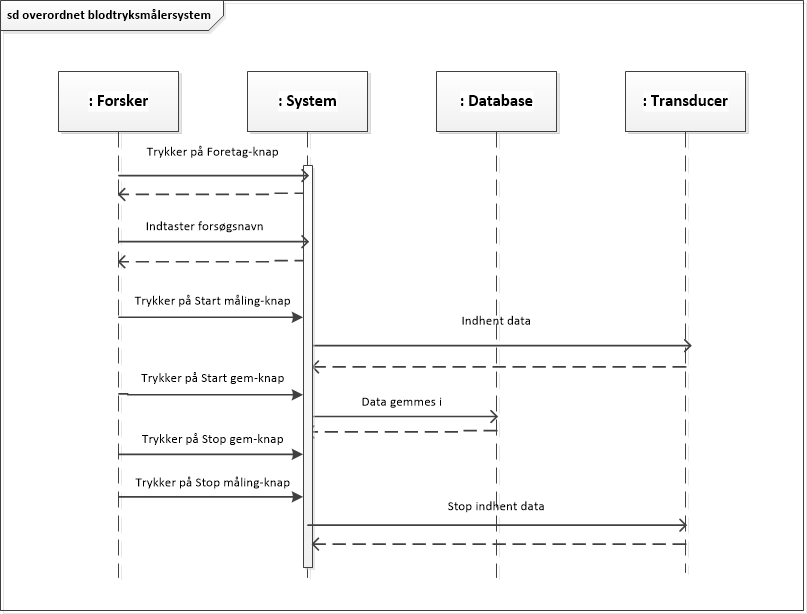 sd overordnet blodtryksmålersystem
: Forsker
: System
: Database
: Transducer
Trykker på Foretag-knap
Indtaster forsøgsnavn
Trykker på Start måling-knap
Indhent data
Trykker på Start gem-knap
Data gemmes i
Trykker på Stop gem-knap
Trykker på Stop måling-knap
Stop indhent data